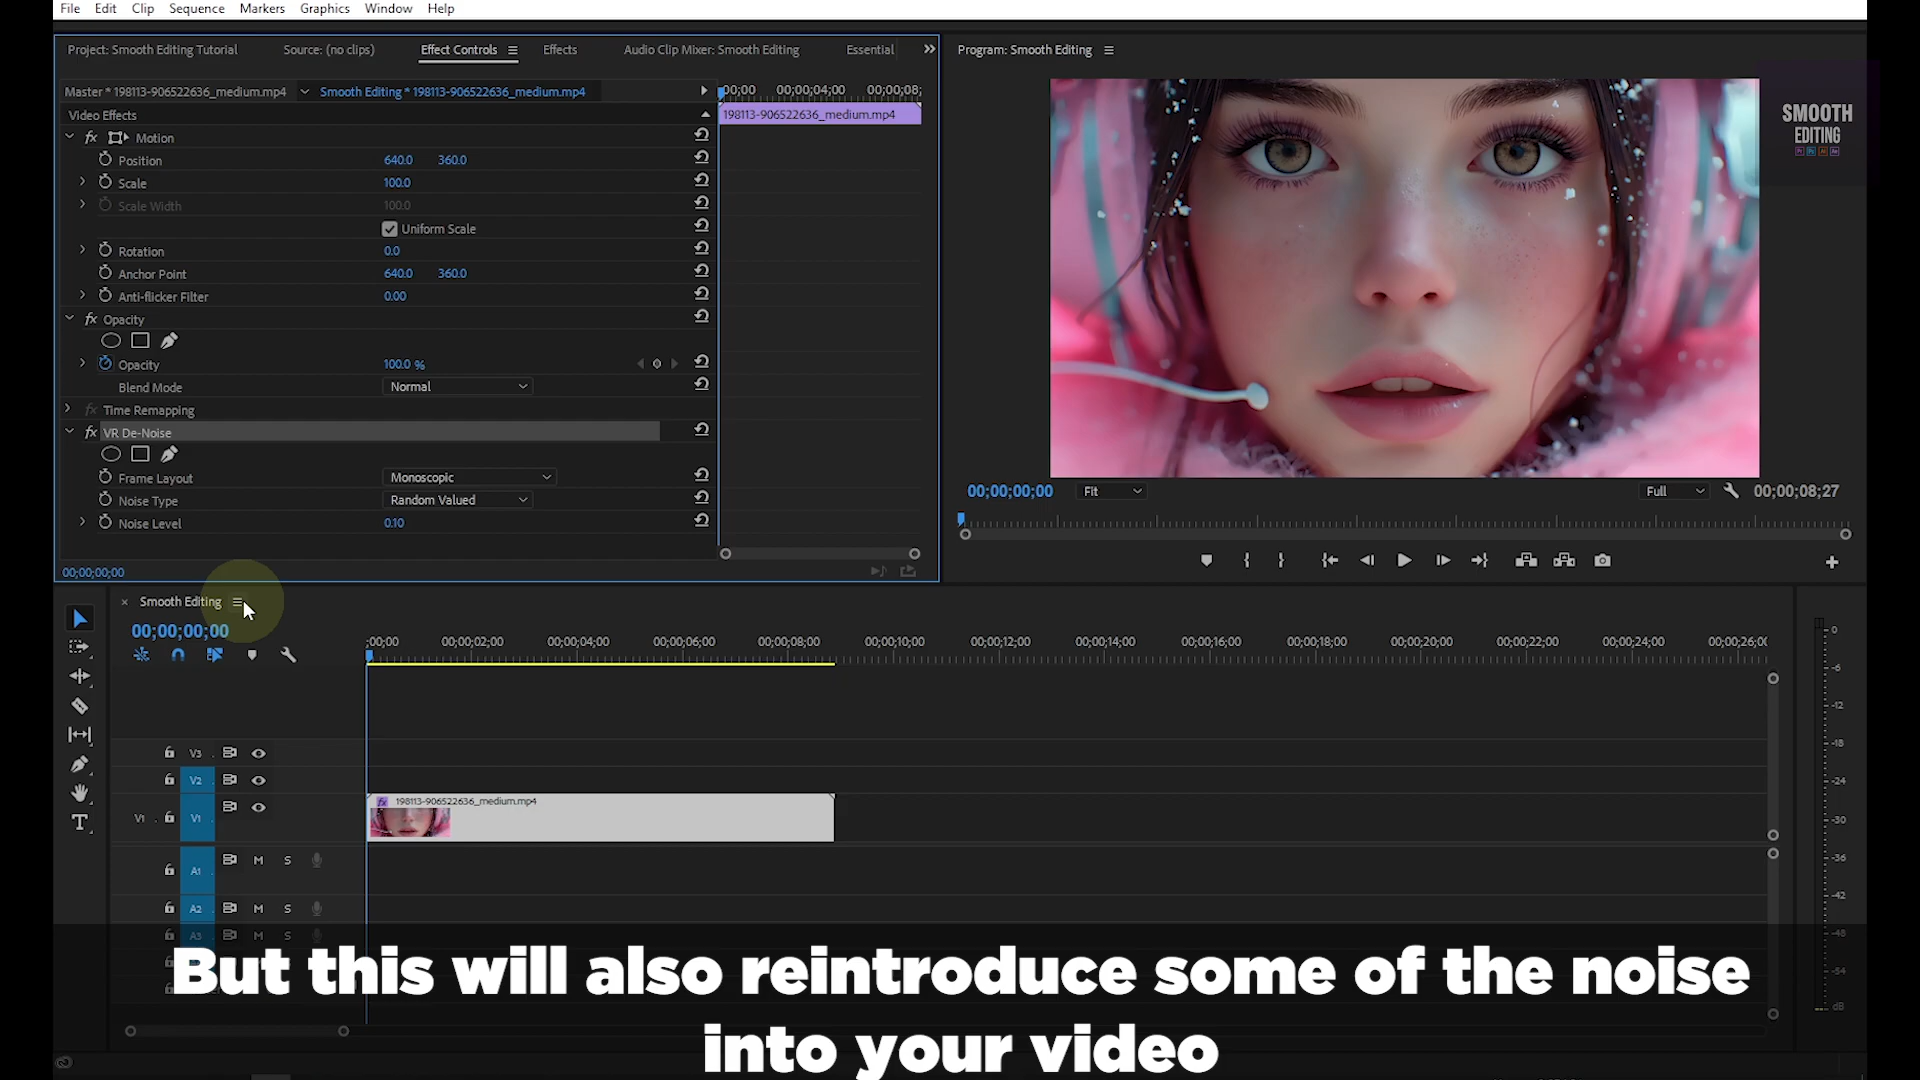 File Edit Clip Sequence Markers Graphics Window Help
Project: Smooth Editing Tutorial Source: (no clips) Effect Controls Effects Audio Clip Mixer: Smooth Editing Essential
Program: Smooth Editing
Master * 198113-906522636_medium.mp4 Smooth Editing * 198113-906522636_medium.mp4
;00;00 00;00;04;00 00;00;08;
Video Effects
198113-906522636_medium.mp4
fx Motion
Position 640.0 360.0
Scale 100.0
Scale Width 100.0
Uniform Scale
Rotation 0.0
Anchor Point 640.0 360.0
Anti-flicker Filter 0.00
fx Opacity
Opacity 100.0 %
Blend Mode Normal
fx Time Remapping
fx VR De-Noise
Frame Layout Monoscopic
Noise Type Random Valued
Noise Level 0.10
00;00;00;00
SMOOTH
EDITING
Pr Ps Ai Ae
00;00;00;00 Fit Full 00;00;08;27
× Smooth Editing
00;00;00;00
;00;00 00;00;02;00 00;00;04;00 00;00;06;00 00;00;08;00 00;00;10;00 00;00;12;00 00;00;14;00 00;00;16;00 00;00;18;00 00;00;20;00 00;00;22;00 00;00;24;00 00;00;26;00
V3
V2
fx 198113-906522636_medium.mp4
V1 V1
A1 M S
A2 M S
A3 M S
0
-6
-12
-18
-24
-30
-36
-42
-48
-54
dB
But this will also reintroduce some of the noise
into your video